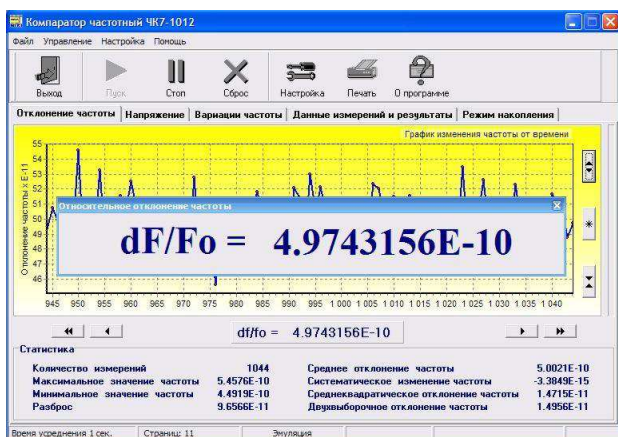 Компаратор частотный ЧК7-1012
Файл Управление Настройка Помощь
Выход Пуск Стоп Сброс Настройка Печать О программе
Отклонение частоты Напряжение Вариации частоты Данные измерений и результаты Режим накопления
График изменения частоты от времени
Отклонение частоты x E-11
55
54
53
52
51
50
49
48
47
46
Относительное отклонение частоты
dF/Fo = 4.9743156E-10
945 950 955 960 965 970 975 980 985 990 995 1 000 1 005 1 010 1 015 1 020 1 025 1 030 1 035 1 040
df/fo = 4.9743156E-10
Статистика
Количество измерений 1044 Среднее отклонение частоты 5.0021E-10
Максимальное значение частоты 5.4576E-10 Систематическое изменение частоты -3.3849E-15
Минимальное значение частоты 4.4919E-10 Среднеквадратическое отклонение частоты 1.4715E-11
Разброс 9.6566E-11 Двухвыборочное отклонение частоты 1.4956E-11
Время усреднения 1 сек. Страниц: 11 Эмуляция